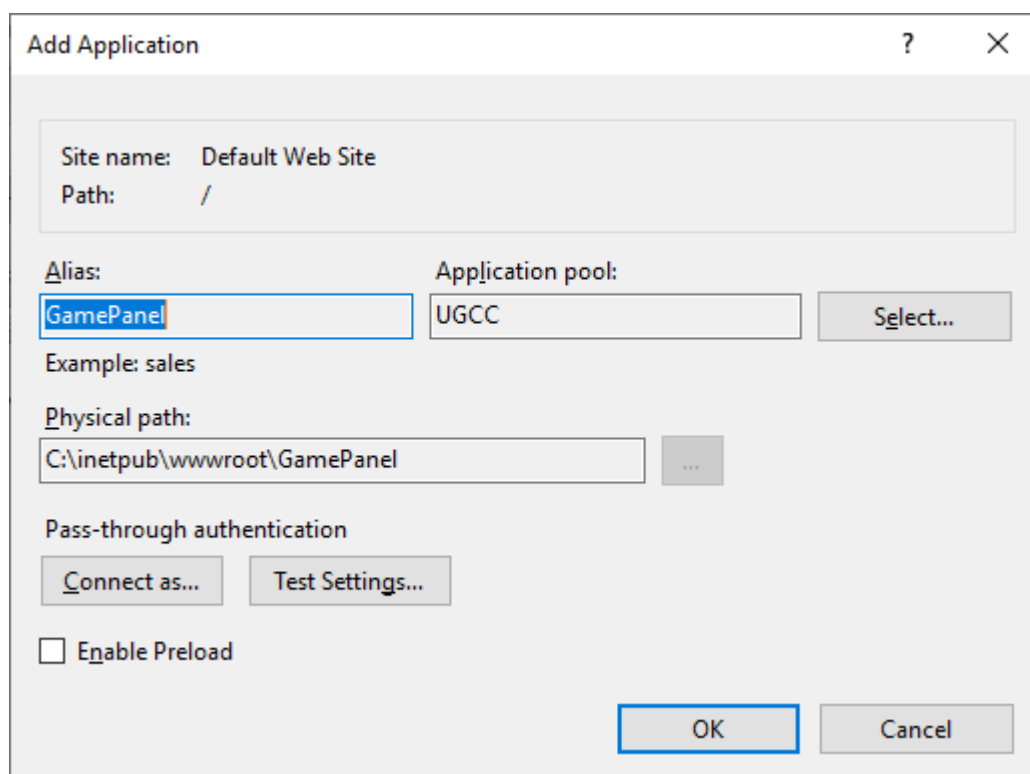 Add Application
?
Site name: Default Web Site
Path: /
Alias:
Application pool:
GamePanel
UGCC
Select...
Example: sales
Physical path:
C:\inetpub\wwwroot\GamePanel
...
Pass-through authentication
Connect as...
Test Settings...
Enable Preload
OK
Cancel